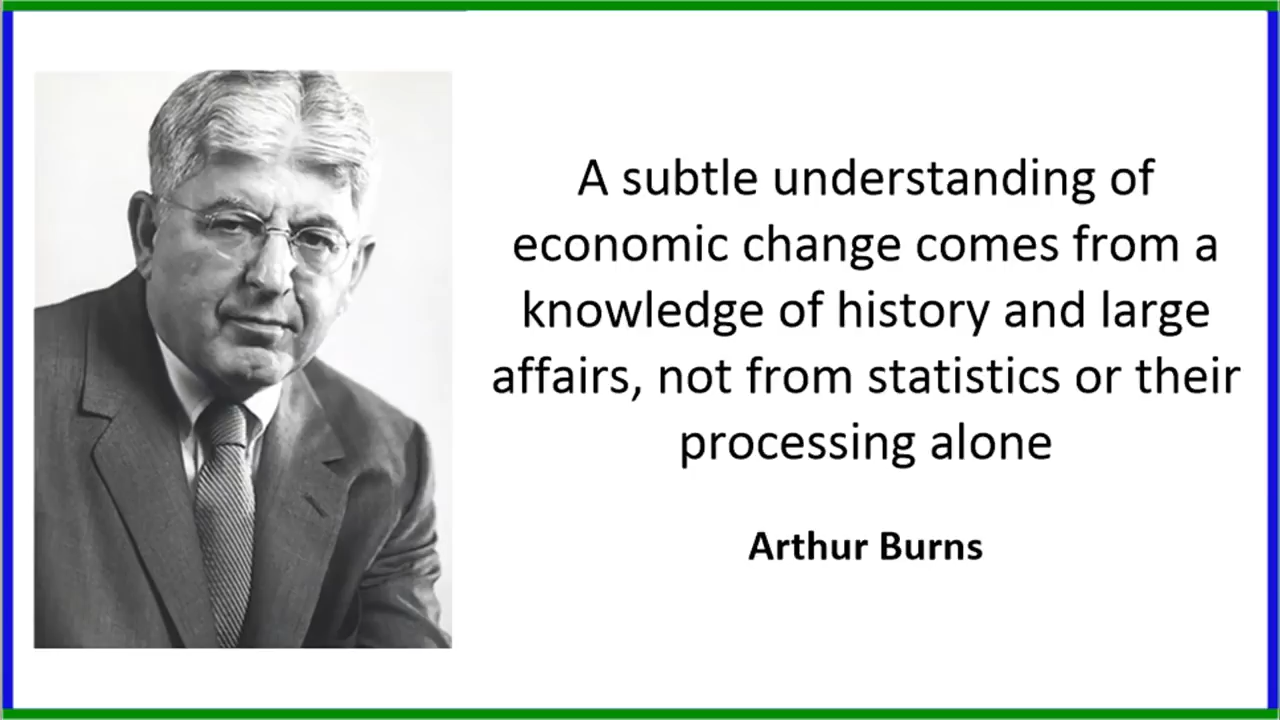 A subtle understanding of
economic change comes from a
knowledge of history and large
affairs, not from statistics or their
processing alone
Arthur Burns